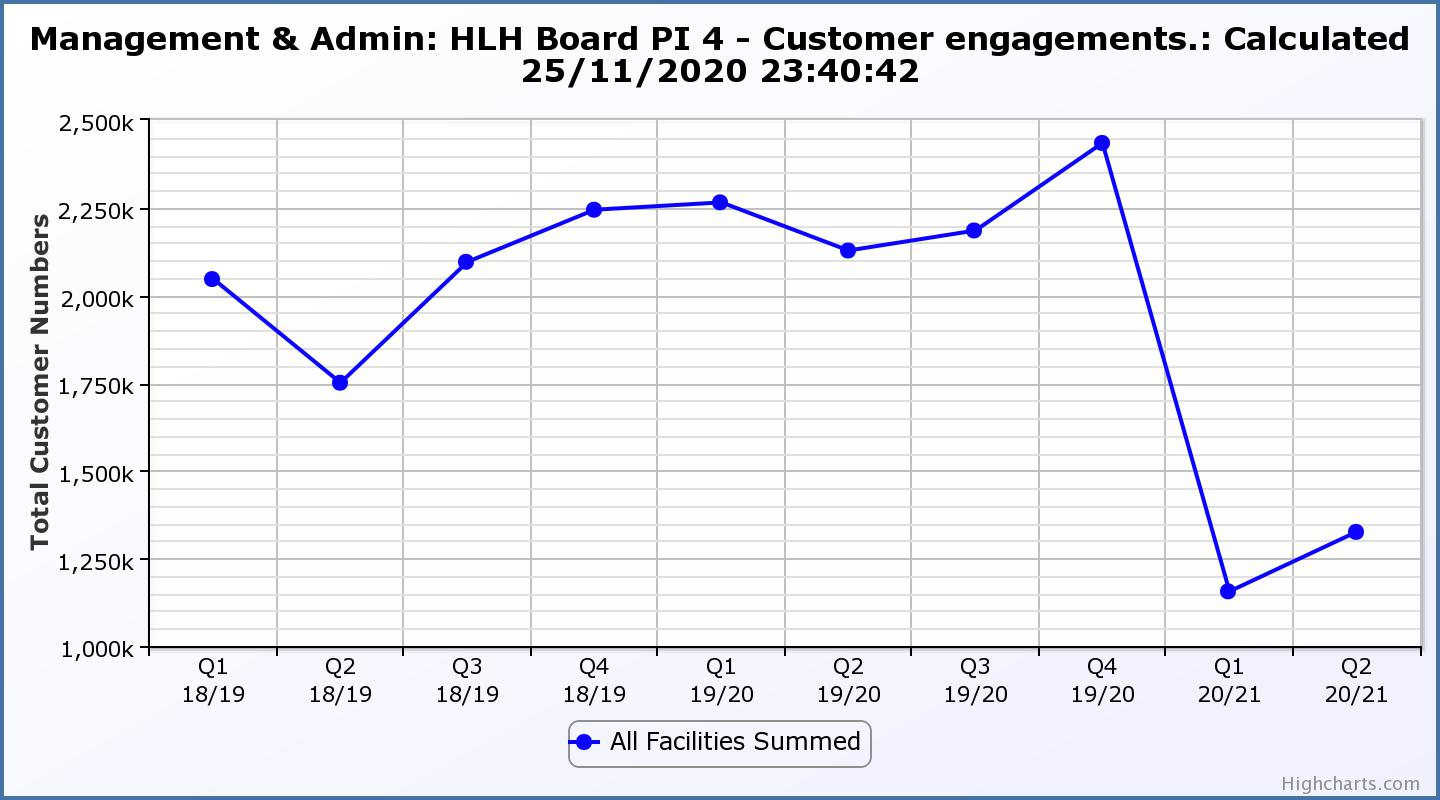 Management & Admin: HLH Board PI 4 - Customer engagements.: Calculated
25/11/2020 23:40:42
Total Customer Numbers
2,500k
2,250k
2,000k
1,750k
1,500k
1,250k
1,000k
Q1 Q2 Q3 Q4 Q1 Q2 Q3 Q4 Q1 Q2
18/19 18/19 18/19 18/19 19/20 19/20 19/20 19/20 20/21 20/21
All Facilities Summed
Highcharts.com